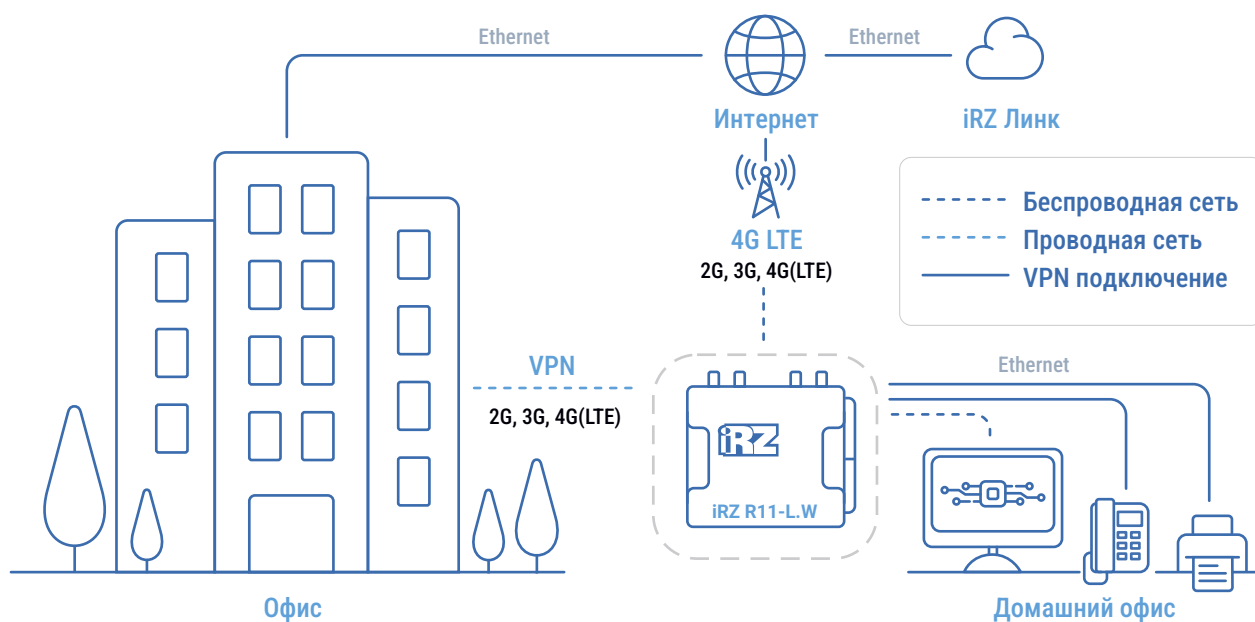 Ethernet
Ethernet
Интернет
iRZ Линк
4G LTE
2G, 3G, 4G(LTE)
Беспроводная сеть
Проводная сеть
VPN подключение
VPN
2G, 3G, 4G(LTE)
Ethernet
iRZ
iRZ R11-L.W
Офис
Домашний офис